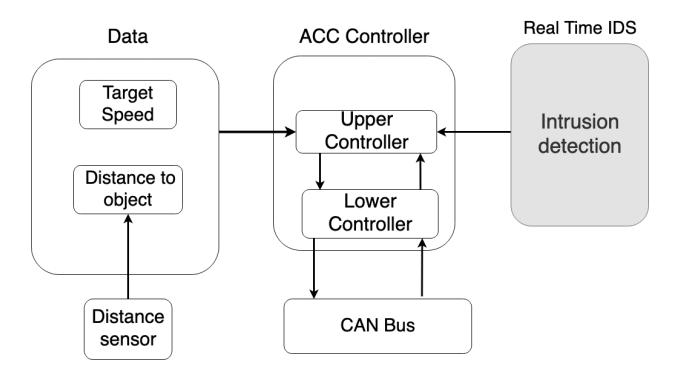 Data
ACC Controller
Real Time IDS
Target
Speed
Distance to
object
Upper
Controller
Lower
Controller
Intrusion
detection
Distance
sensor
CAN Bus